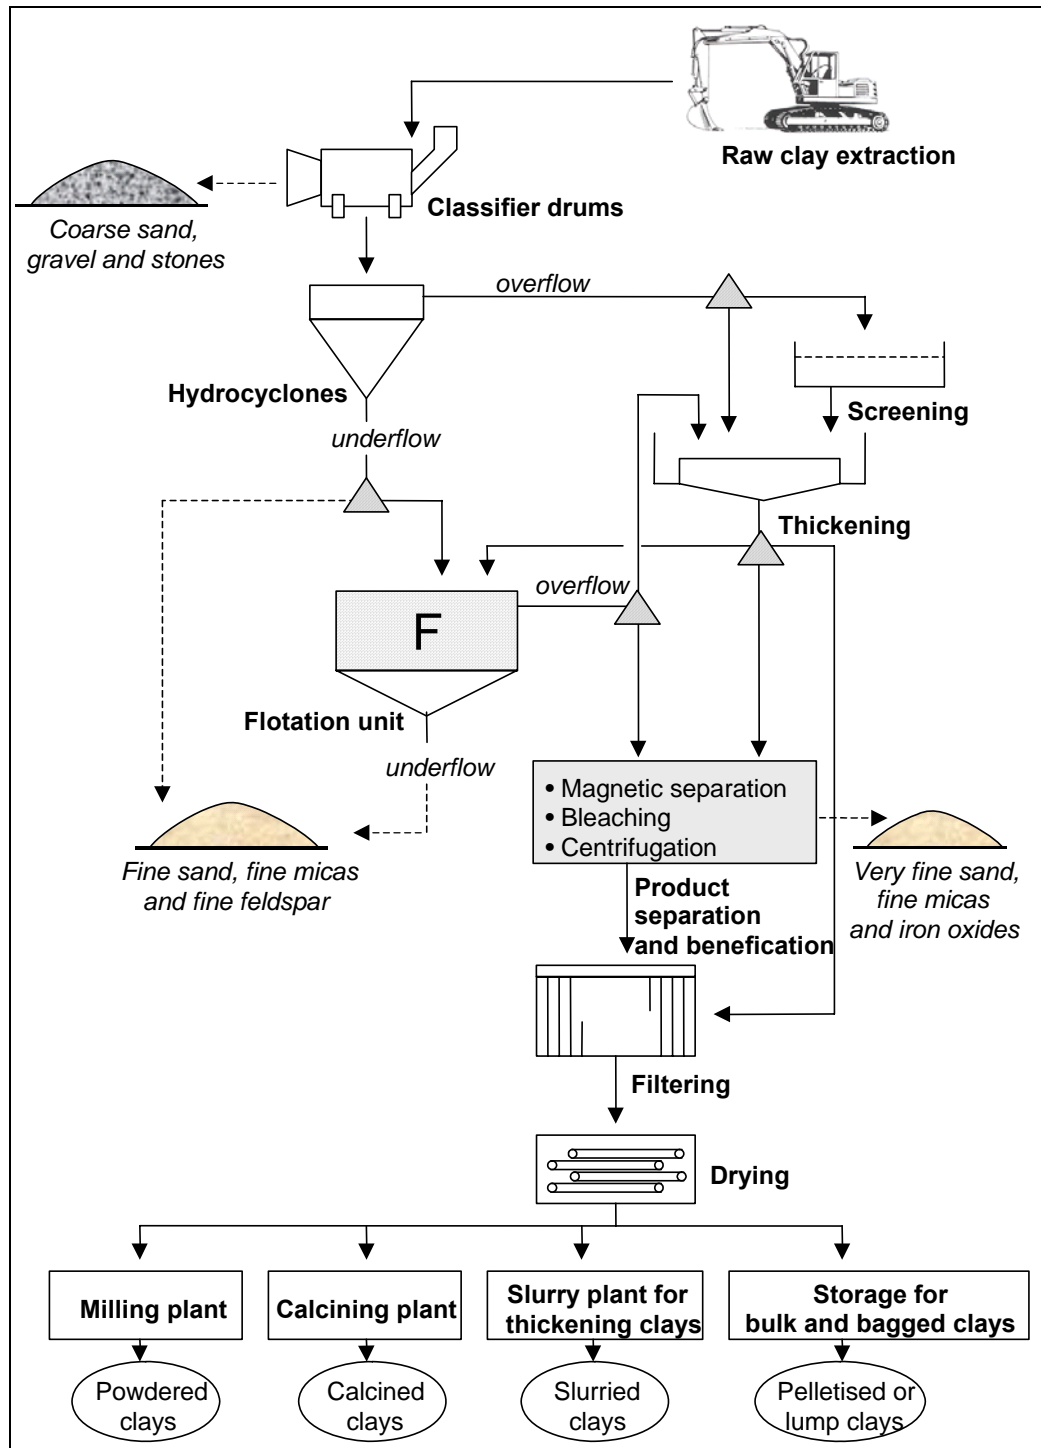 Raw clay extraction
Classifier drums
Coarse sand,
gravel and stones
overflow
Hydrocyclones
Screening
underflow
Thickening
overflow
F
Flotation unit
underflow
• Magnetic separation
• Bleaching
• Centrifugation
Fine sand, fine micas
and fine feldspar
Product
separation
and benefication
Very fine sand,
fine micas
and iron oxides
Filtering
Drying
Milling plant
Calcining plant
Slurry plant for
thickening clays
Storage for
bulk and bagged clays
Powdered
clays
Calcined
clays
Slurried
clays
Pelletised or
lump clays